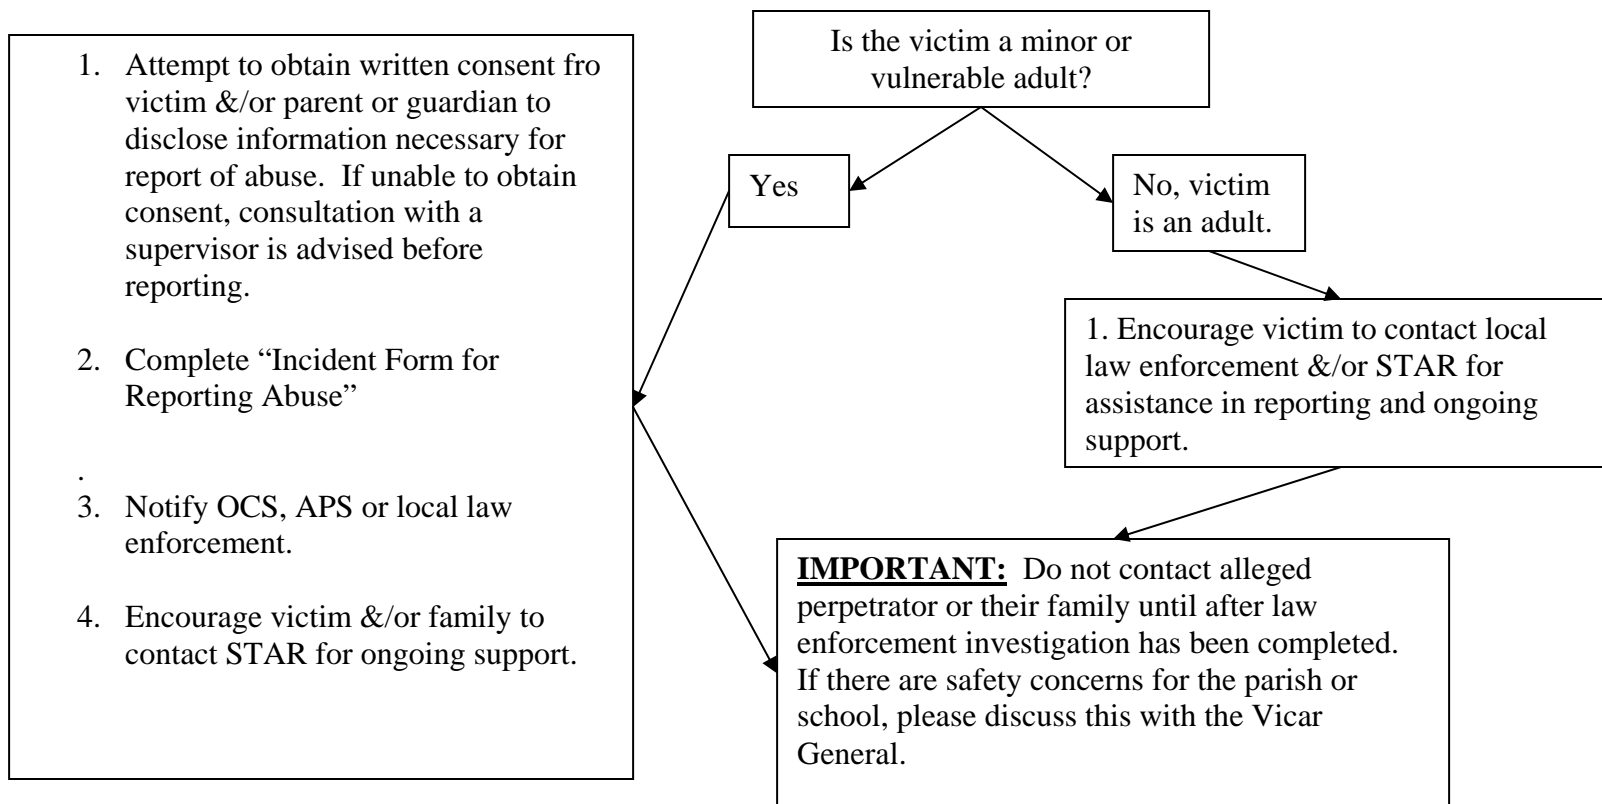 Is the victim a minor or
vulnerable adult?
Yes
No, victim
is an adult.
1. Attempt to obtain written consent fro
victim &/or parent or guardian to
disclose information necessary for
report of abuse. If unable to obtain
consent, consultation with a
supervisor is advised before
reporting.
2. Complete “Incident Form for
Reporting Abuse”
.
3. Notify OCS, APS or local law
enforcement.
4. Encourage victim &/or family to
contact STAR for ongoing support.
1. Encourage victim to contact local
law enforcement &/or STAR for
assistance in reporting and ongoing
support.
IMPORTANT: Do not contact alleged
perpetrator or their family until after law
enforcement investigation has been completed.
If there are safety concerns for the parish or
school, please discuss this with the Vicar
General.